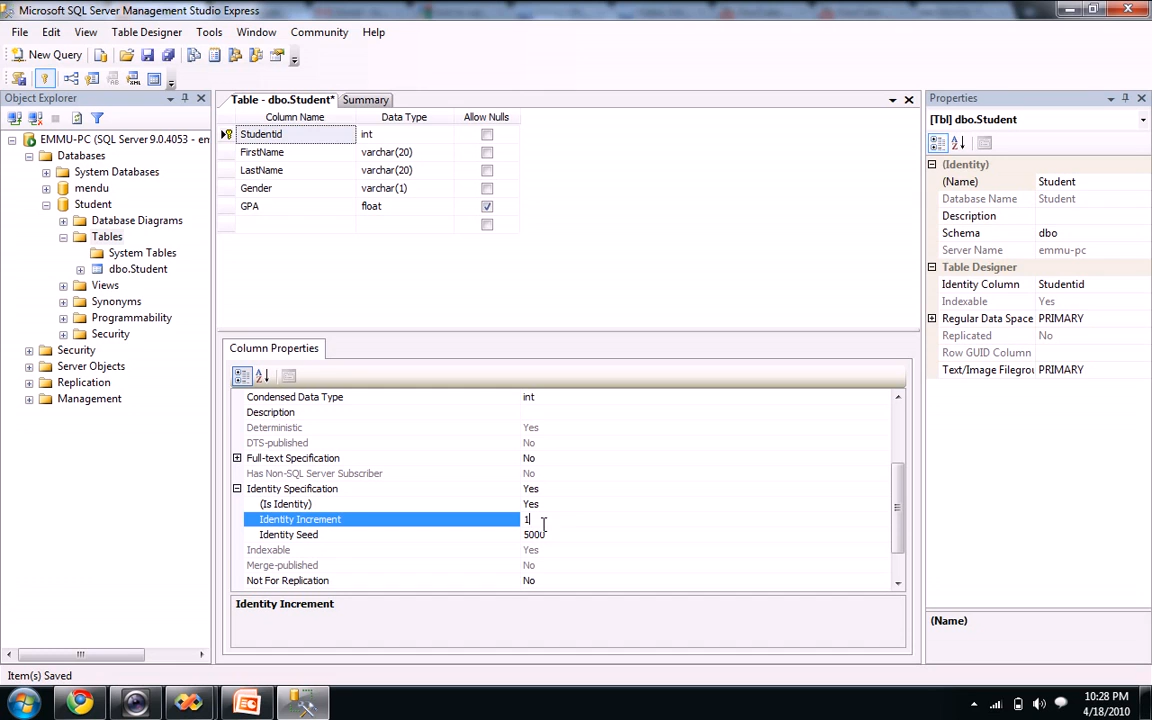 Microsoft SQL Server Management Studio Express
File Edit View Table Designer Tools Window Community Help
New Query
Object Explorer
EMMU-PC (SQL Server 9.0.4053 - en
Databases
System Databases
mendu
Student
Database Diagrams
Tables
System Tables
dbo.Student
Views
Synonyms
Programmability
Security
Security
Server Objects
Replication
Management
Table - dbo.Student* Summary
Column Name Data Type Allow Nulls
Studentid int
FirstName varchar(20)
LastName varchar(20)
Gender varchar(1)
GPA float
Column Properties
Condensed Data Type int
Description
Deterministic Yes
DTS-published No
Full-text Specification No
Has Non-SQL Server Subscriber No
Identity Specification Yes
(Is Identity) Yes
Identity Increment 1
Identity Seed 5000
Indexable Yes
Merge-published No
Not For Replication No
Identity Increment
Properties
[Tbl] dbo.Student
(Identity)
(Name) Student
Database Name Student
Description
Schema dbo
Server Name emmu-pc
Table Designer
Identity Column Studentid
Indexable Yes
Regular Data Space PRIMARY
Replicated No
Row GUID Column
Text/Image Filegrou PRIMARY
(Name)
Item(s) Saved
10:28 PM
4/18/2010